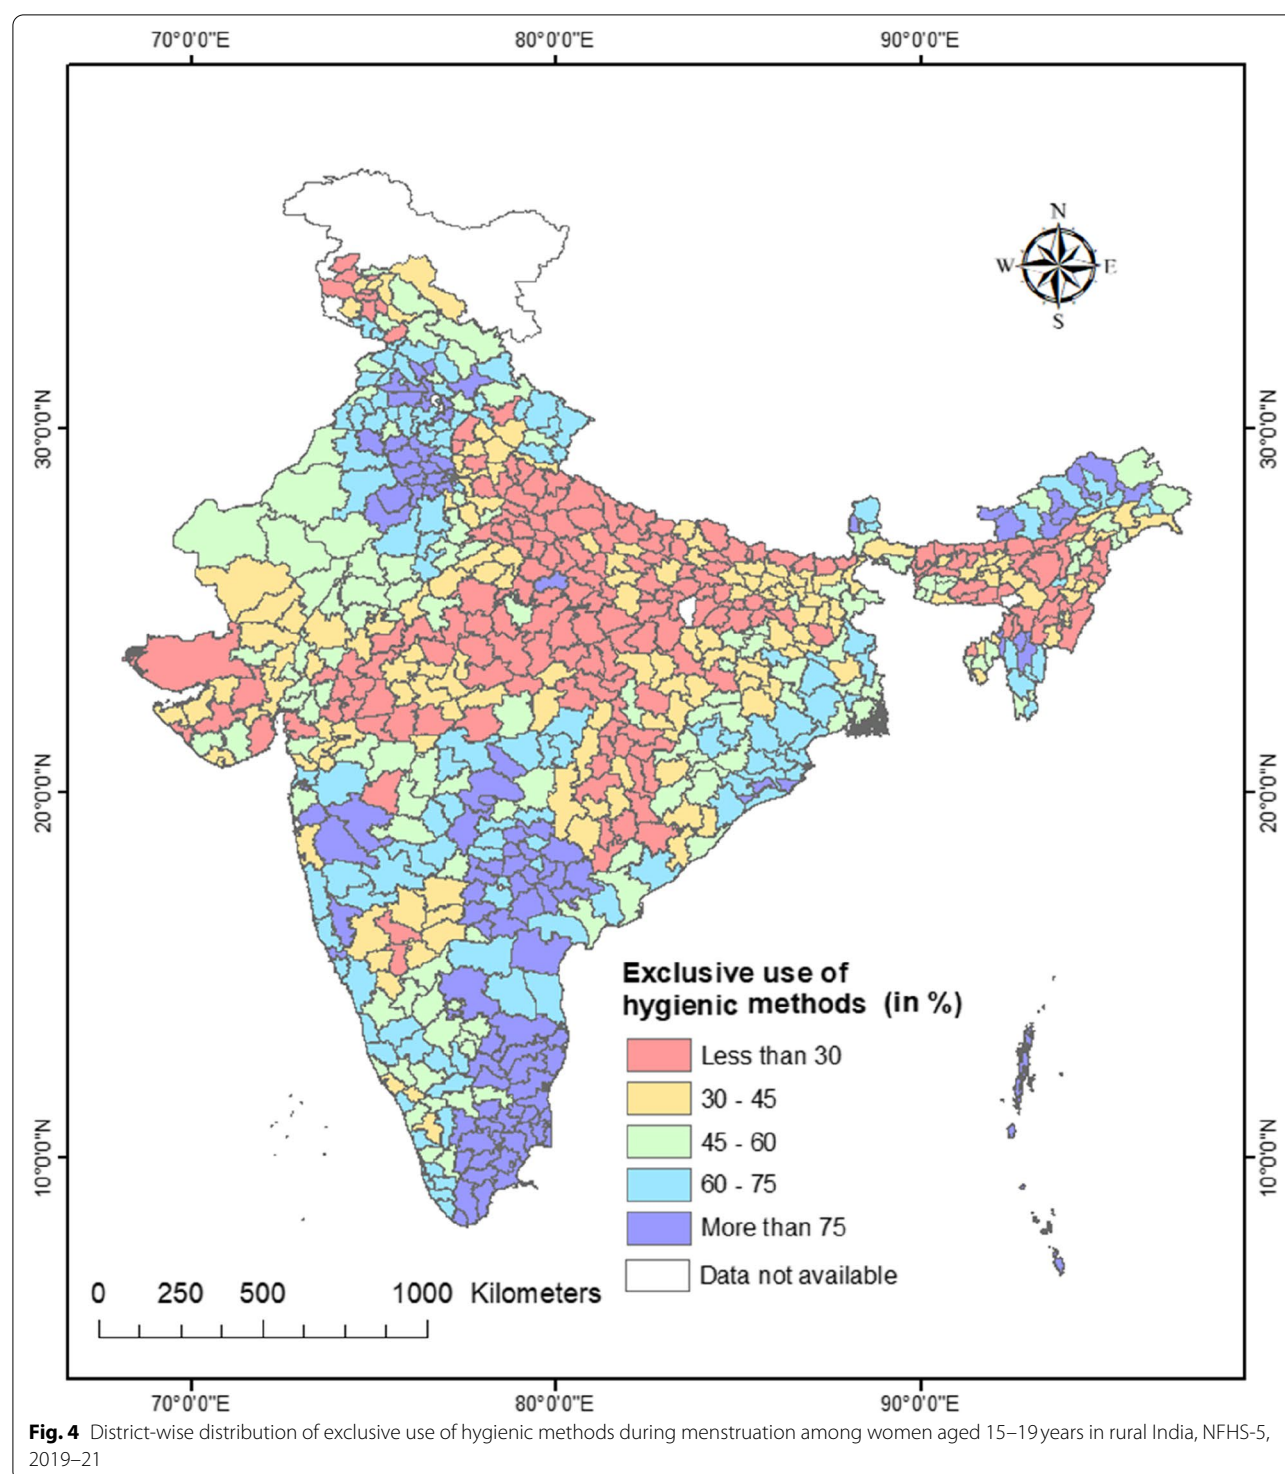 70°0'0"E 80°0'0"E 90°0'0"E
N
W E
S
30°0'0"N 30°0'0"N
20°0'0"N 20°0'0"N
10°0'0"N 10°0'0"N
Exclusive use of
hygienic methods (in %)
Less than 30
30 - 45
45 - 60
60 - 75
More than 75
Data not available
0 250 500 1000 Kilometers
70°0'0"E 80°0'0"E 90°0'0"E
Fig. 4 District-wise distribution of exclusive use of hygienic methods during menstruation among women aged 15–19 years in rural India, NFHS-5,
2019–21